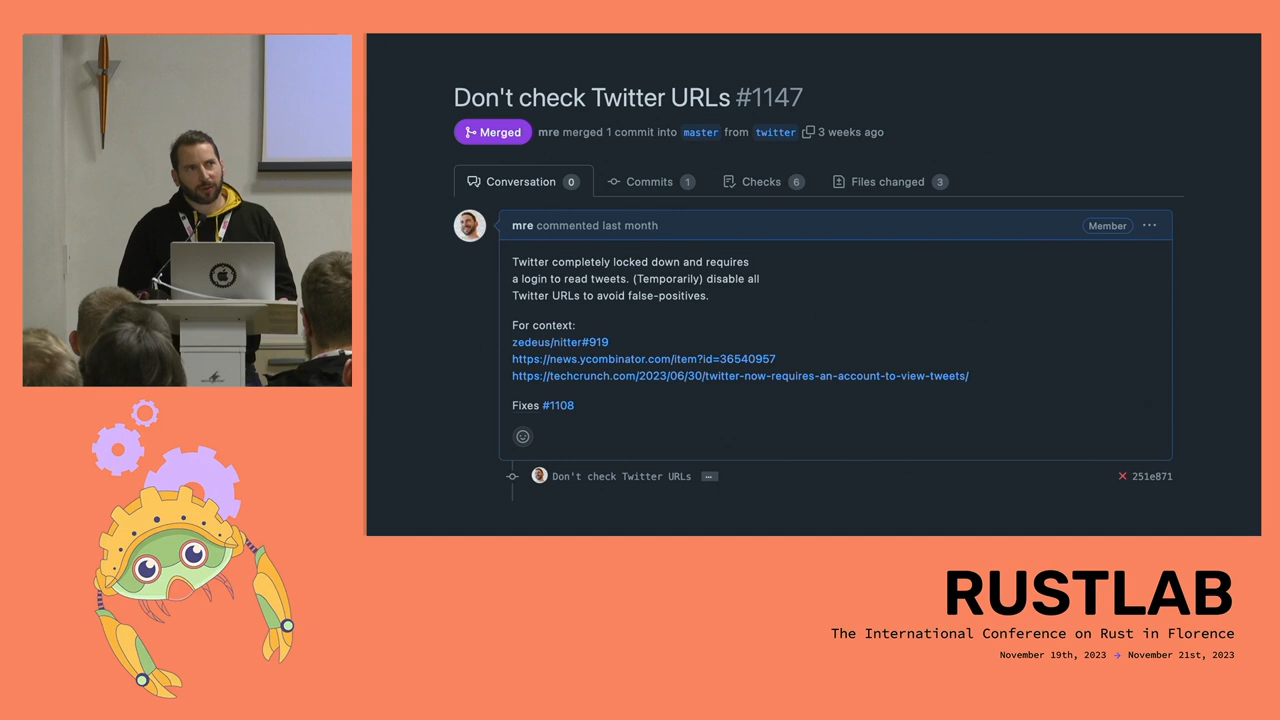 Don't check Twitter URLs #1147
Merged mre merged 1 commit into master from twitter 3 weeks ago
Conversation 0 Commits 1 Checks 6 Files changed 3
mre commented last month Member ...
Twitter completely locked down and requires
a login to read tweets. (Temporarily) disable all
Twitter URLs to avoid false-positives.
For context:
zedeus/nitter#919
https://news.ycombinator.com/item?id=36540957
https://techcrunch.com/2023/06/30/twitter-now-requires-an-account-to-view-tweets/
Fixes #1108
Don't check Twitter URLs ... 251e871
RUSTLAB
The International Conference on Rust in Florence
November 19th, 2023 → November 21st, 2023